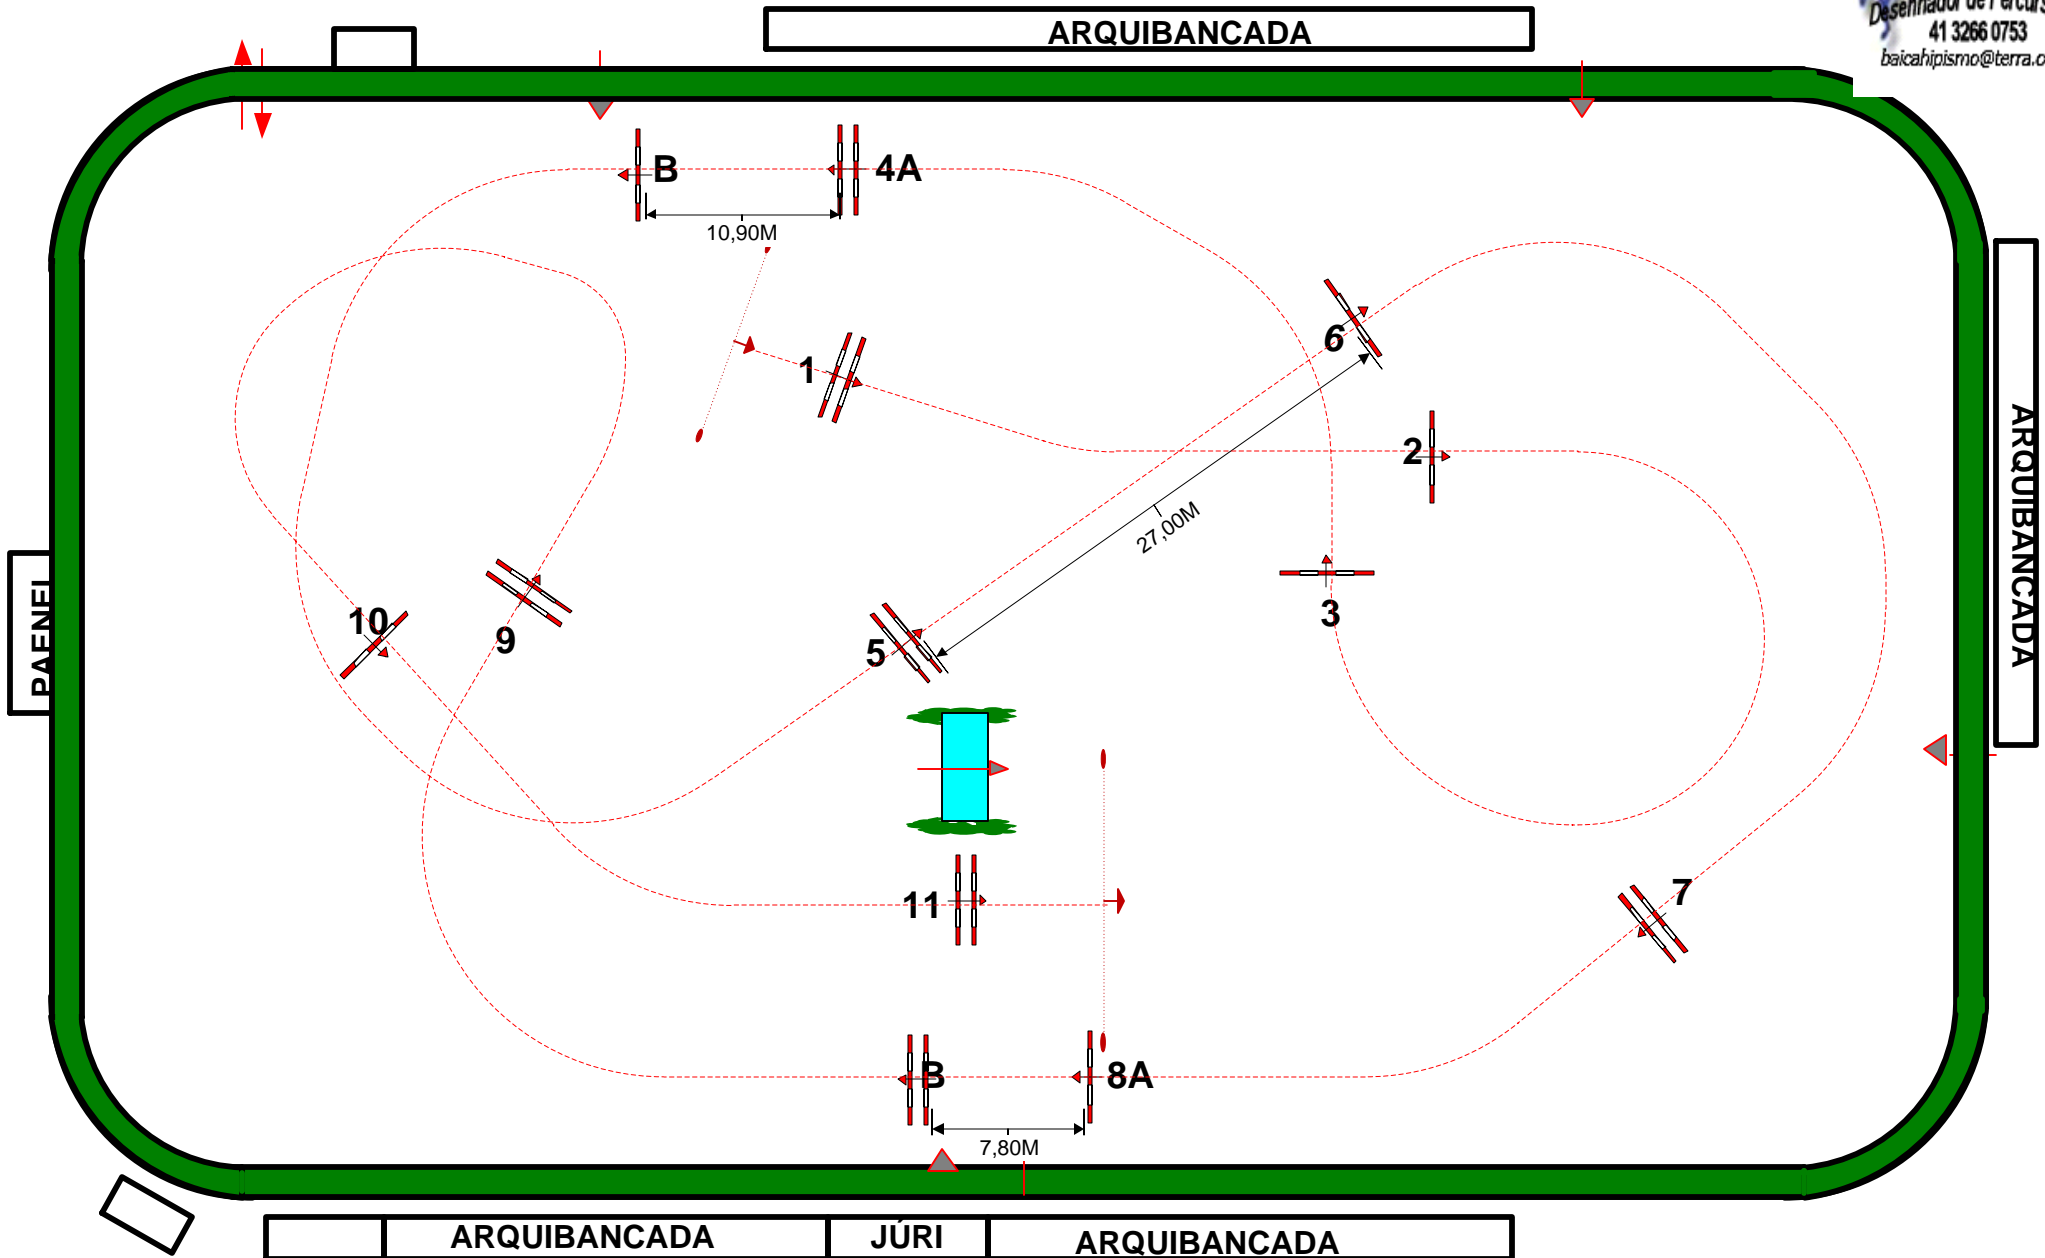 Desenhador de Percurs
41 3266 0753
baicahipismo@terra.co
ARQUIBANCADA
B
4A
10,90M
1
6
2
27,00M
ARQUIBANCADA
3
10
9
5
PAENEL
7
11
B
8A
7,80M
ARQUIBANCADA
JÚRI
ARQUIBANCADA